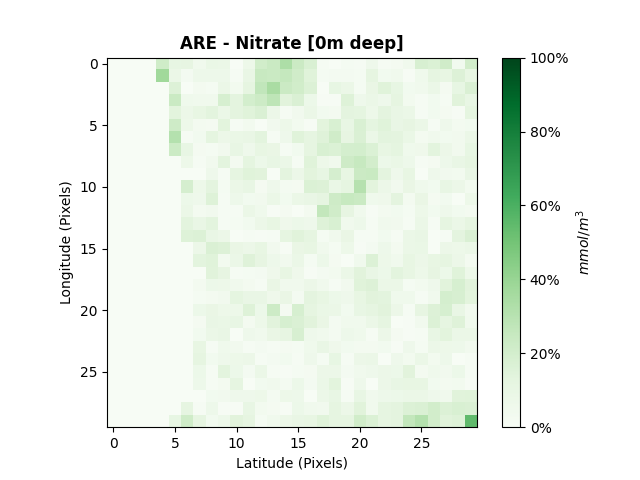 ARE - Nitrate [0m deep]
0
5
10
15
20
25
Longitude (Pixels)
0 5 10 15 20 25
Latitude (Pixels)
100%
80%
60%
40%
20%
0%
mmol/m³